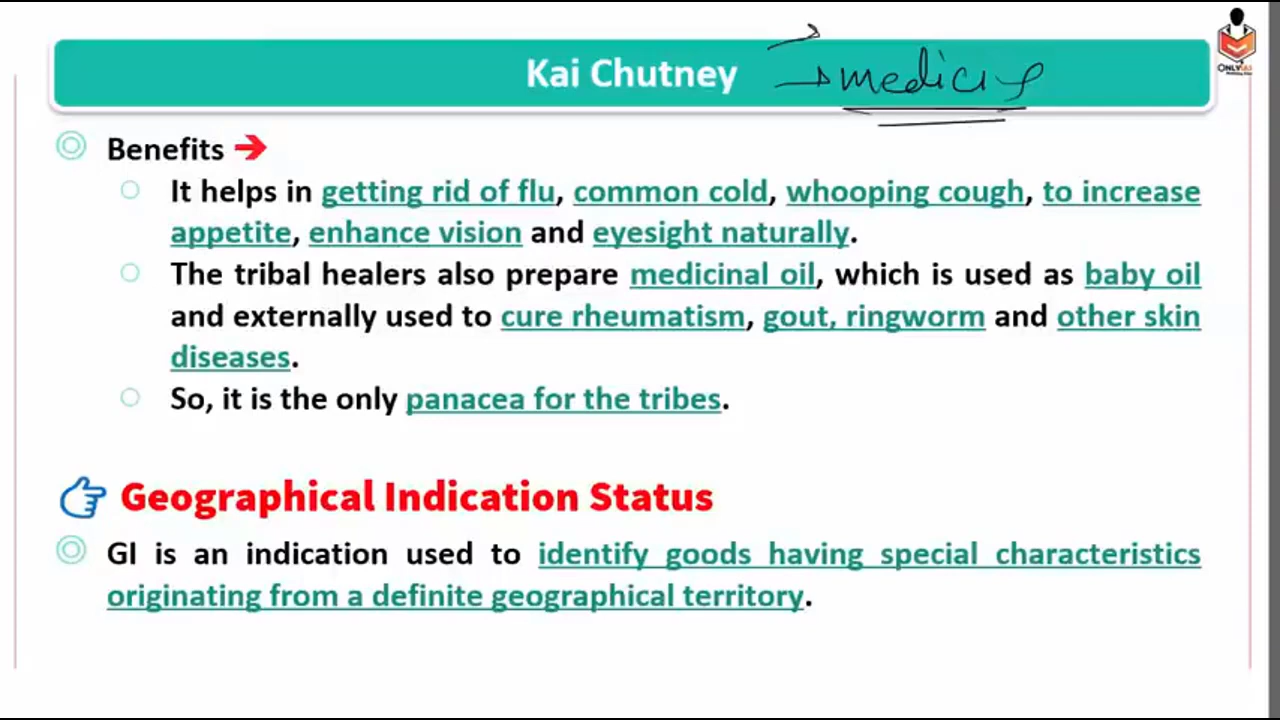 Kai Chutney
Benefits ➔
It helps in getting rid of flu, common cold, whooping cough, to increase
appetite, enhance vision and eyesight naturally.
The tribal healers also prepare medicinal oil, which is used as baby oil
and externally used to cure rheumatism, gout, ringworm and other skin
diseases.
So, it is the only panacea for the tribes.
Geographical Indication Status
GI is an indication used to identify goods having special characteristics
originating from a definite geographical territory.